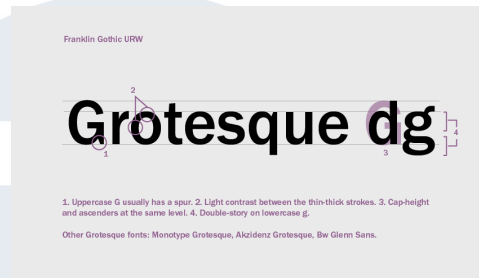 Franklin Gothic URW
2
Grotesque dg
G
4
1
3
1. Uppercase G usually has a spur. 2. Light contrast between the thin-thick strokes. 3. Cap-height
and ascenders at the same level. 4. Double-story on lowercase g.
Other Grotesque fonts: Monotype Grotesque, Akzidenz Grotesque, Bw Glenn Sans.